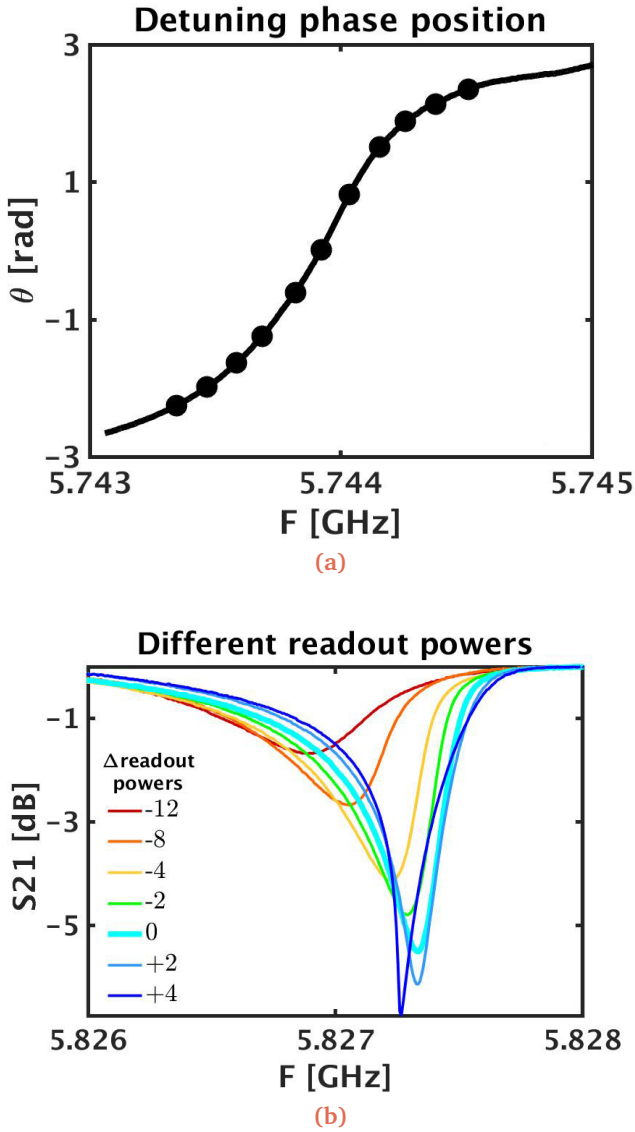 Detuning phase position
3
1
-1
-3
θ [rad]
5.743 5.744 5.745
F [GHz]
(a)
Different readout powers
-1
-3
-5
S21 [dB]
Δreadout
powers
-12
-8
-4
-2
0
+2
+4
5.826 5.827 5.828
F [GHz]
(b)